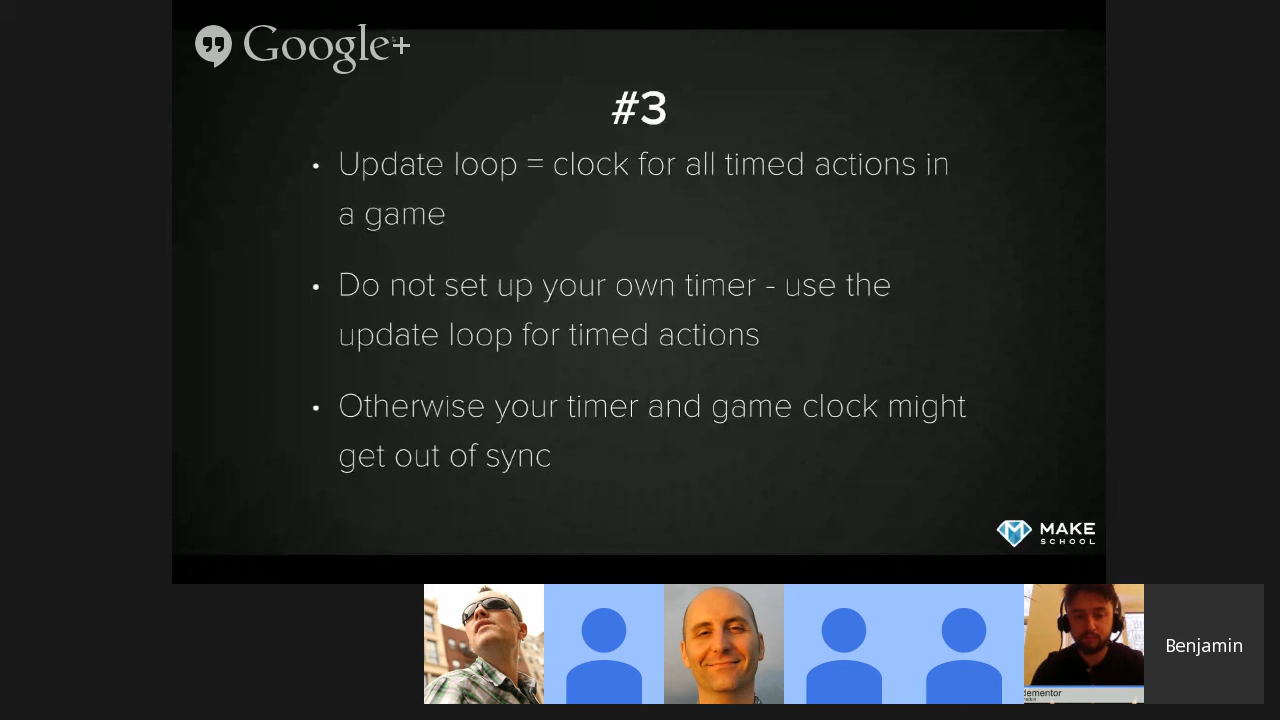 Google+
#3
• Update loop = clock for all timed actions in
a game
• Do not set up your own timer - use the
update loop for timed actions
• Otherwise your timer and game clock might
get out of sync
MAKE
SCHOOL
dementor
Benjamin